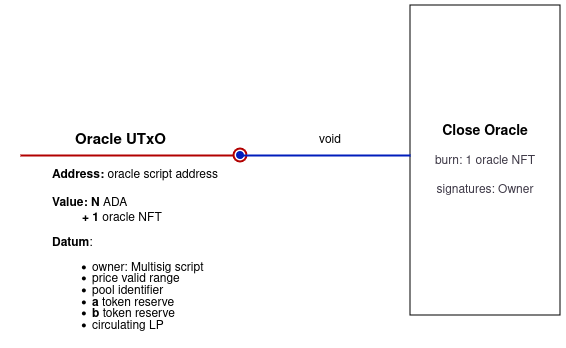 Oracle UTxO
void
Address: oracle script address
Value: N ADA
+ 1 oracle NFT
Datum:
• owner: Multisig script
• price valid range
• pool identifier
• a token reserve
• b token reserve
• circulating LP
Close Oracle
burn: 1 oracle NFT
signatures: Owner